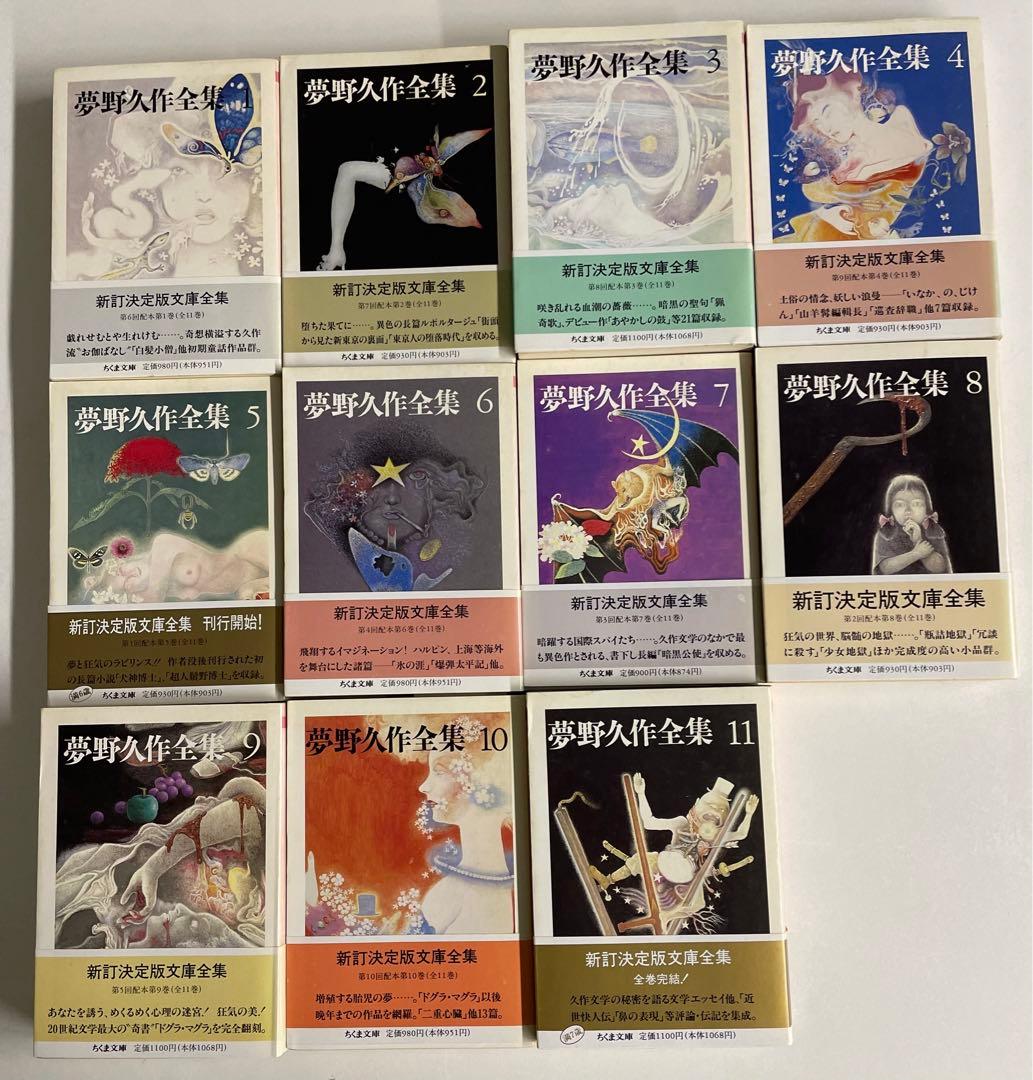 夢野久作全集 1
新訂決定版文庫全集
第6回配本第1巻(全11巻)
戯れせむとや生れけむ……。奇想横溢する久作
流〝お伽ばなし〟「白髪小僧」他初期童話作品群。
ちくま文庫 定価980円(本体951円)
夢野久作全集 2
新訂決定版文庫全集
第7回配本第2巻(全11巻)
堕ちた果てに……。異色の長篇ルポルタージュ「街頭
から見た新東京の裏面」「東京人の堕落時代」を収める。
ちくま文庫 定価930円(本体903円)
夢野久作全集 3
新訂決定版文庫全集
第8回配本第3巻(全11巻)
咲き乱れる血潮の薔薇……。暗黒の聖句「猟
奇歌」、デビュー作「あやかしの鼓」等21篇収録。
ちくま文庫 定価1100円(本体1068円)
夢野久作全集 4
新訂決定版文庫全集
第9回配本第4巻(全11巻)
土俗の情念、妖しい浪曼——「いなか、の、じけ
ん」「山羊髯編輯長」「巡査辞職」他7篇収録。
ちくま文庫 定価930円(本体903円)
夢野久作全集 5
新訂決定版文庫全集 刊行開始!
第1回配本第5巻(全11巻)
夢と狂気のラビリンス!! 作者没後刊行された初
の長篇小説「犬神博士」、「超人鬚野博士」を収録。
満6歳 ちくま文庫 定価930円(本体903円)
夢野久作全集 6
新訂決定版文庫全集
第4回配本第6巻(全11巻)
飛翔するイマジネーション! ハルビン、上海等海外
を舞台にした諸篇——「氷の涯」「爆弾太平記」他。
ちくま文庫 定価980円(本体951円)
夢野久作全集 7
新訂決定版文庫全集
第3回配本第7巻(全11巻)
暗躍する国際スパイたち……。久作文学のなかで最
も異色作とされる、書下し長編「暗黒公使」を収める。
ちくま文庫 定価900円(本体874円)
夢野久作全集 8
新訂決定版文庫全集
第2回配本第8巻(全11巻)
狂気の世界、脳髄の地獄……。「瓶詰地獄」「冗談
に殺す」「少女地獄」ほか完成度の高い小品群。
ちくま文庫 定価930円(本体903円)
夢野久作全集 9
新訂決定版文庫全集
第5回配本第9巻(全11巻)
あなたを誘う、めくるめく心理の迷宮! 狂気の美!
20世紀文学最大の〝奇書〟「ドグラ・マグラ」を完全翻刻。
ちくま文庫 定価1100円(本体1068円)
夢野久作全集 10
新訂決定版文庫全集
第10回配本第10巻(全11巻)
増殖する胎児の夢……。「ドグラ・マグラ」以後
晩年までの作品を網羅。「二重心臓」他13篇。
ちくま文庫 定価980円(本体951円)
夢野久作全集 11
新訂決定版文庫全集
全巻完結!
久作文学の秘密を語る文学エッセイ他、「近
世快人伝」「鼻の表現」等評論・伝記を集成。
満7歳 ちくま文庫 定価1100円(本体1068円)